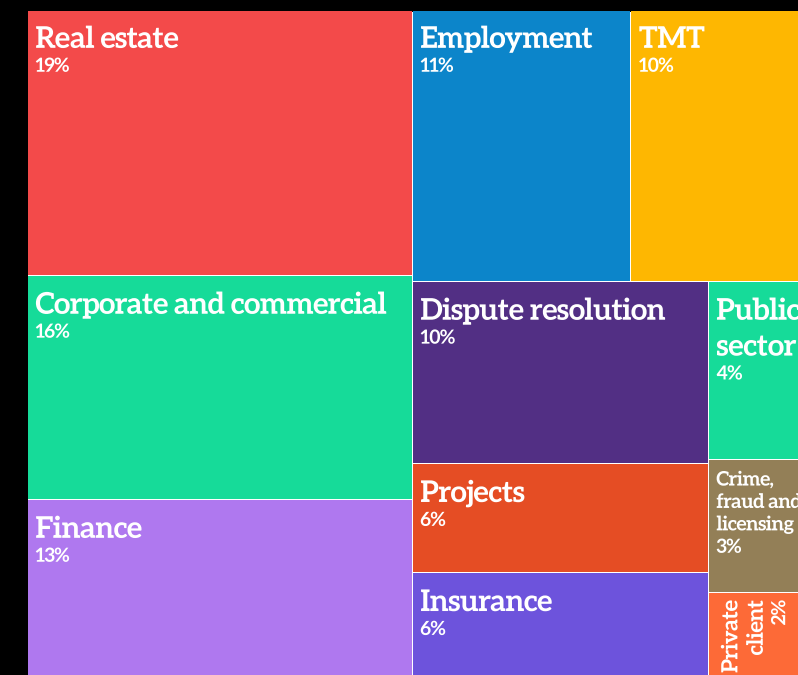 Real estate
19%
Employment
11%
TMT
10%
Corporate and commercial
16%
Dispute resolution
10%
Public
sector
4%
Finance
13%
Projects
6%
Crime,
fraud and
licensing
3%
Insurance
6%
Private
client
2%